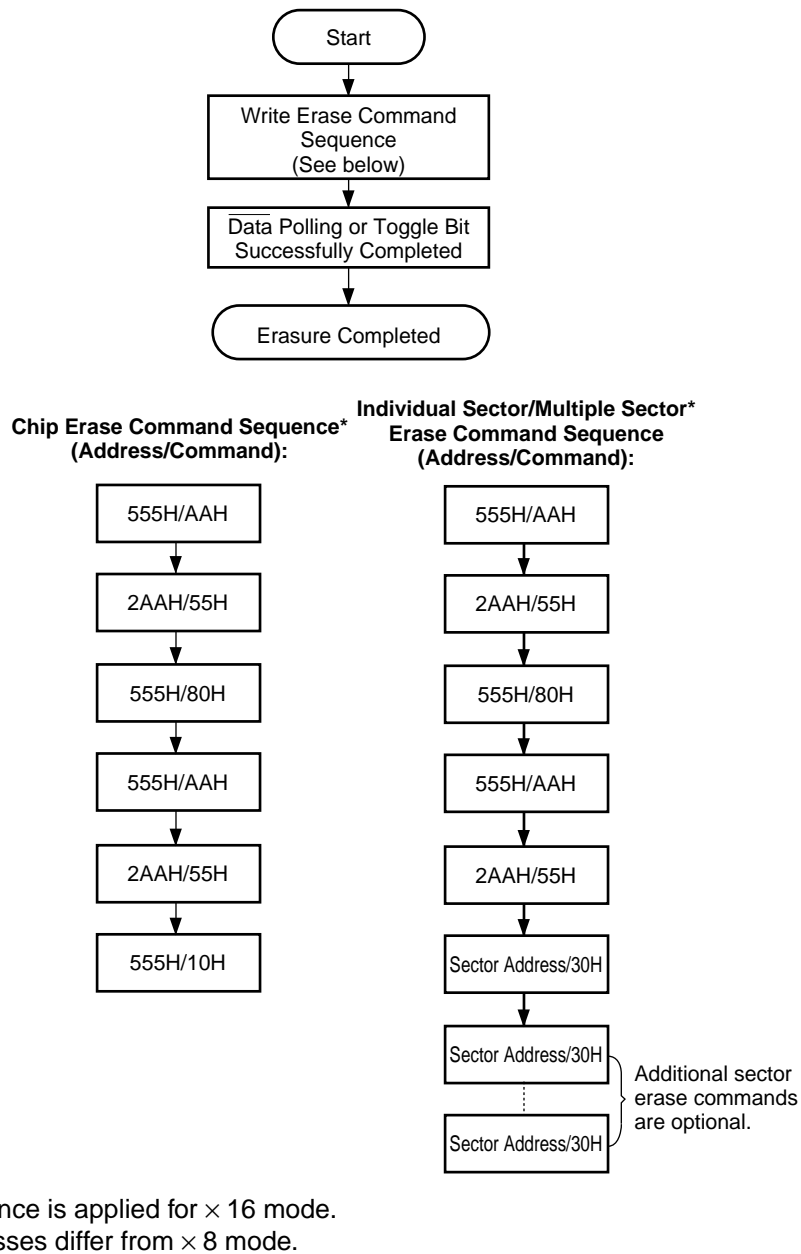 Start
Write Erase Command
Sequence
(See below)
Data Polling or Toggle Bit
Successfully Completed
Erasure Completed
Chip Erase Command Sequence*
(Address/Command):
555H/AAH
2AAH/55H
555H/80H
555H/AAH
2AAH/55H
555H/10H
Individual Sector/Multiple Sector*
Erase Command Sequence
(Address/Command):
555H/AAH
2AAH/55H
555H/80H
555H/AAH
2AAH/55H
Sector Address/30H
Sector Address/30H
Sector Address/30H
Additional sector
erase commands
are optional.
is applied for × 16 mode.
differ from × 8 mode.